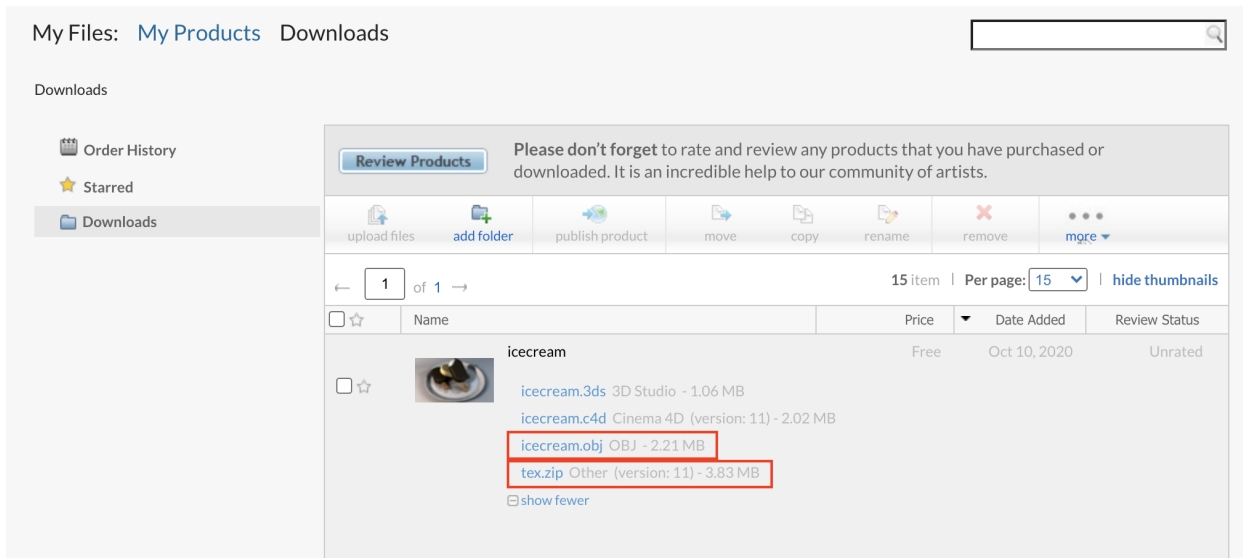 My Files: My Products Downloads
Downloads
Order History
Starred
Downloads
Review Products
Please don't forget to rate and review any products that you have purchased or
downloaded. It is an incredible help to our community of artists.
upload files add folder publish product move copy rename remove more
1 of 1
15 item | Per page: 15 | hide thumbnails
Name Price Date Added Review Status
icecream Free Oct 10, 2020 Unrated
icecream.3ds 3D Studio - 1.06 MB
icecream.c4d Cinema 4D (version: 11) - 2.02 MB
icecream.obj OBJ - 2.21 MB
tex.zip Other (version: 11) - 3.83 MB
show fewer